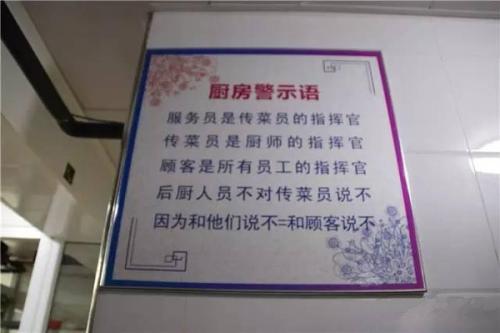 厨房警示语
服务员是传菜员的指挥官
传菜员是厨师的指挥官
顾客是所有员工的指挥官
后厨人员不对传菜员说不
因为和他们说不=和顾客说不